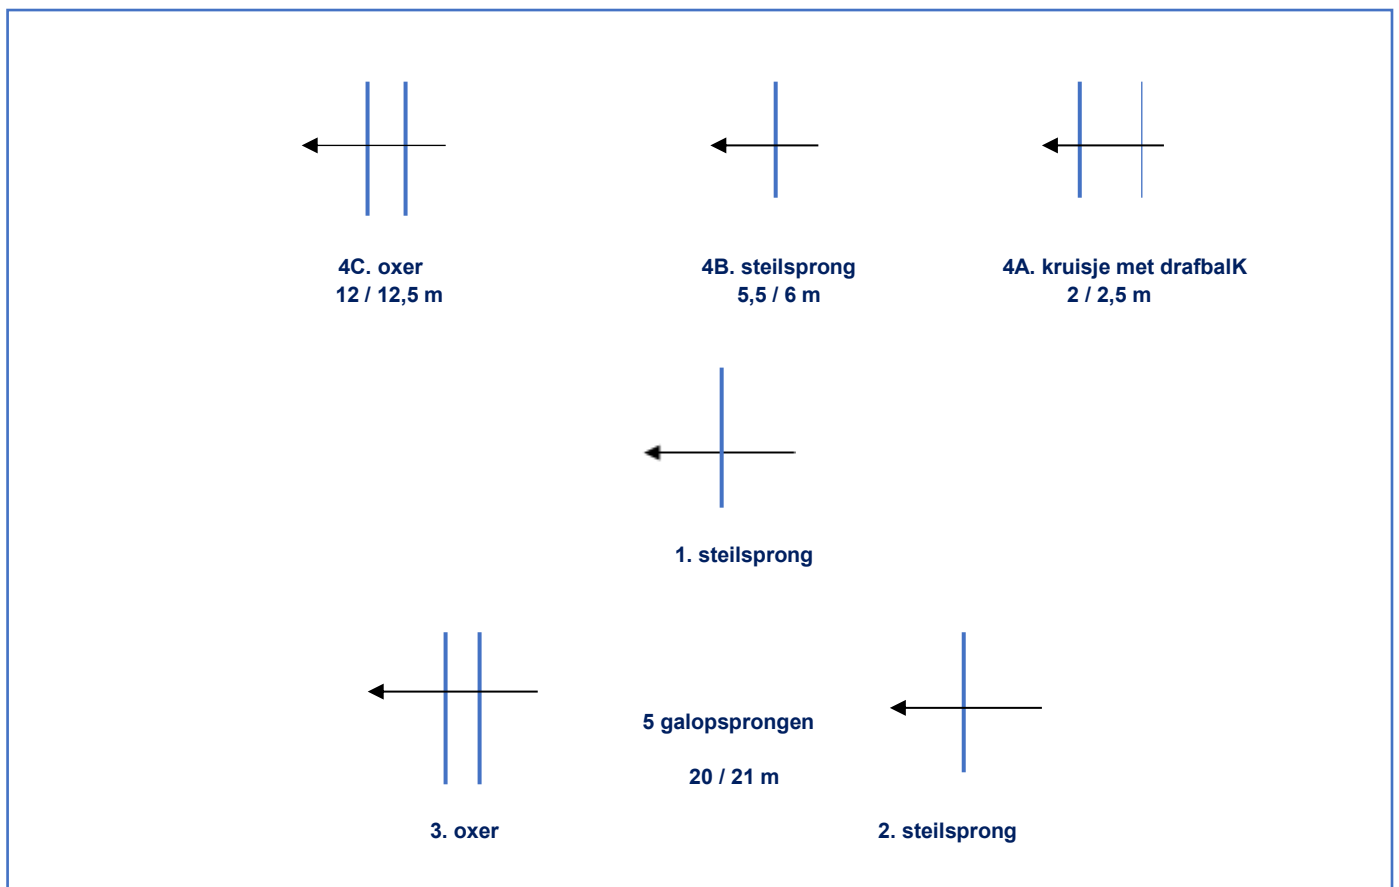 4C. oxer
12 / 12,5 m
4B. steilsprong
5,5 / 6 m
4A. kruisje met drafbalK
2 / 2,5 m
1. steilsprong
5 galopsprongen
20 / 21 m
3. oxer
2. steilsprong